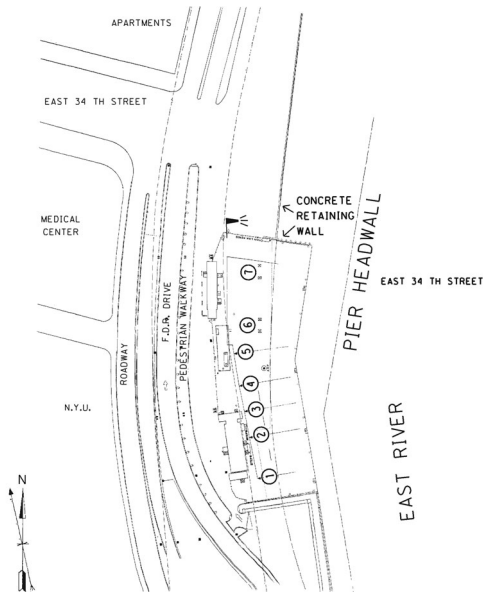 APARTMENTS
EAST 34 TH STREET
MEDICAL
CENTER
CONCRETE
RETAINING
WALL
EAST 34 TH STREET
PIER HEADWALL
ROADWAY
F.D.R. DRIVE
PEDESTRIAN WALKWAY
7
6
5
4
3
2
1
N.Y.U.
EAST RIVER
N